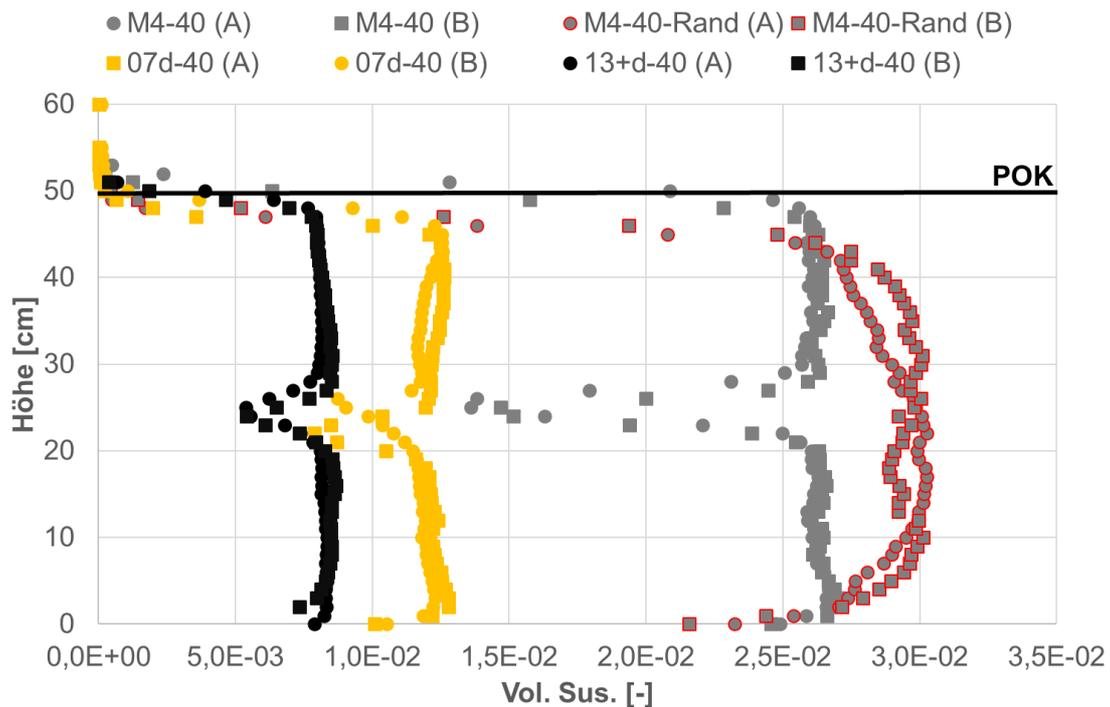 M4-40 (A) M4-40 (B) M4-40-Rand (A) M4-40-Rand (B)
07d-40 (A) 07d-40 (B) 13+d-40 (A) 13+d-40 (B)
60
POK
50
40
30
20
10
0
Höhe [cm]
0,0E+00 5,0E-03 1,0E-02 1,5E-02 2,0E-02 2,5E-02 3,0E-02 3,5E-02
Vol. Sus. [-]